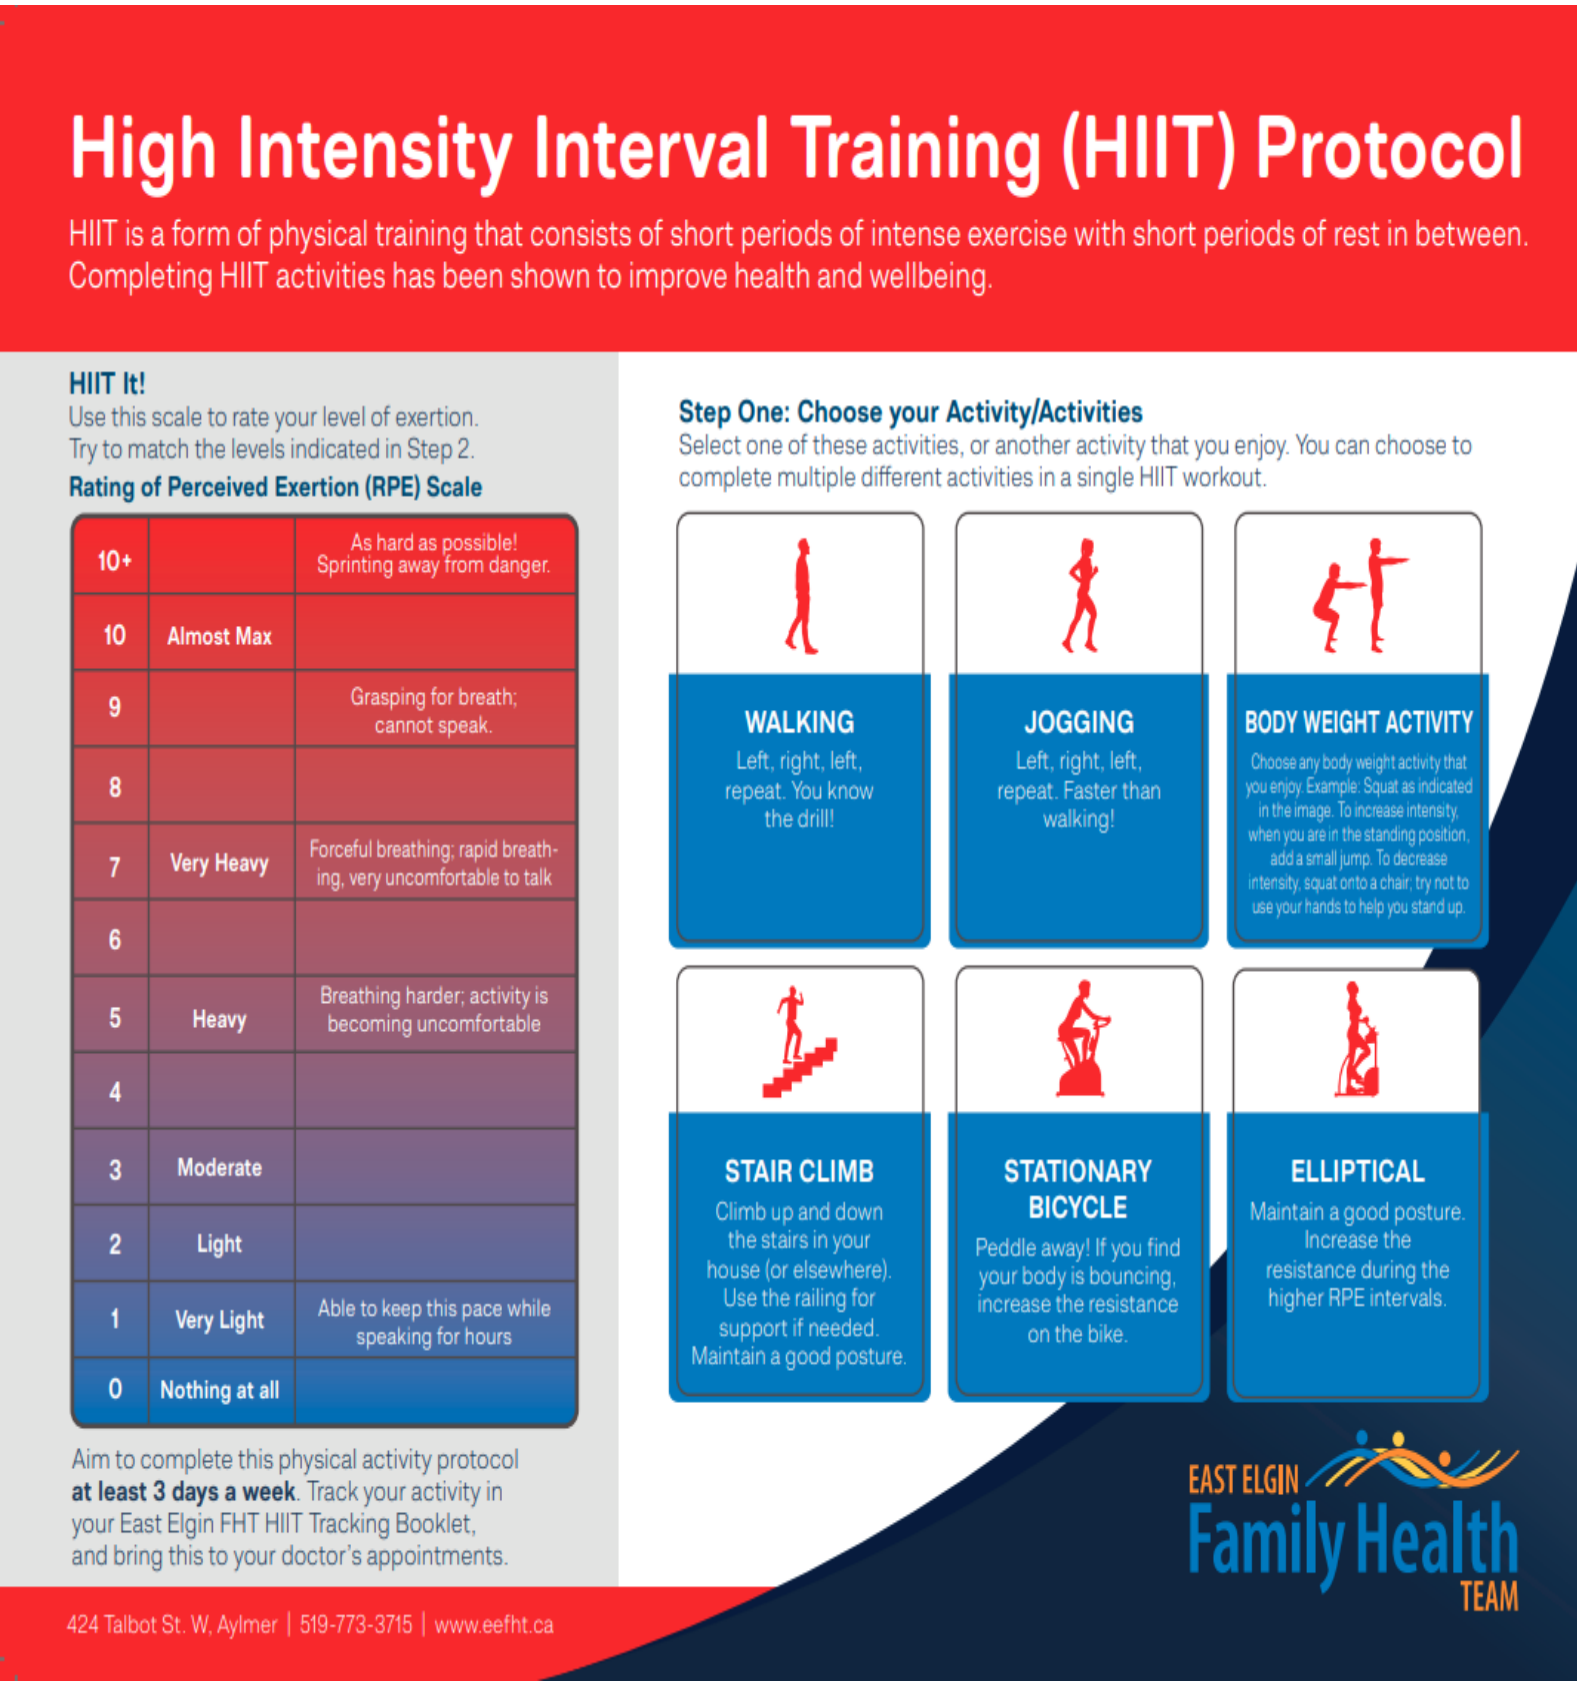 High Intensity Interval Training (HIIT) Protocol
HIIT is a form of physical training that consists of short periods of intense exercise with short periods of rest in between.
Completing HIIT activities has been shown to improve health and wellbeing.
HIIT It!
Use this scale to rate your level of exertion.
Try to match the levels indicated in Step 2.
Rating of Perceived Exertion (RPE) Scale
10+
As hard as possible!
Sprinting away from danger.
10 Almost Max
9
Grasping for breath;
cannot speak.
8
7 Very Heavy
Forceful breathing; rapid breath-
ing, very uncomfortable to talk
6
5 Heavy
Breathing harder; activity is
becoming uncomfortable
4
3 Moderate
2 Light
1 Very Light
Able to keep this pace while
speaking for hours
0 Nothing at all
Aim to complete this physical activity protocol
at least 3 days a week. Track your activity in
your East Elgin FHT HIIT Tracking Booklet,
and bring this to your doctor's appointments.
Step One: Choose your Activity/Activities
Select one of these activities, or another activity that you enjoy. You can choose to
complete multiple different activities in a single HIIT workout.
WALKING
Left, right, left,
repeat. You know
the drill!
JOGGING
Left, right, left,
repeat. Faster than
walking!
BODY WEIGHT ACTIVITY
Choose any body weight activity that
you enjoy. Example: Squat as indicated
in the image. To increase intensity,
when you are in the standing position,
add a small jump. To decrease
intensity, squat onto a chair; try not to
use your hands to help you stand up.
STAIR CLIMB
Climb up and down
the stairs in your
house (or elsewhere).
Use the railing for
support if needed.
Maintain a good posture.
STATIONARY
BICYCLE
Peddle away! If you find
your body is bouncing,
increase the resistance
on the bike.
ELLIPTICAL
Maintain a good posture.
Increase the
resistance during the
higher RPE intervals.
EAST ELGIN
Family Health
TEAM
424 Talbot St. W, Aylmer | 519-773-3715 | www.eefht.ca